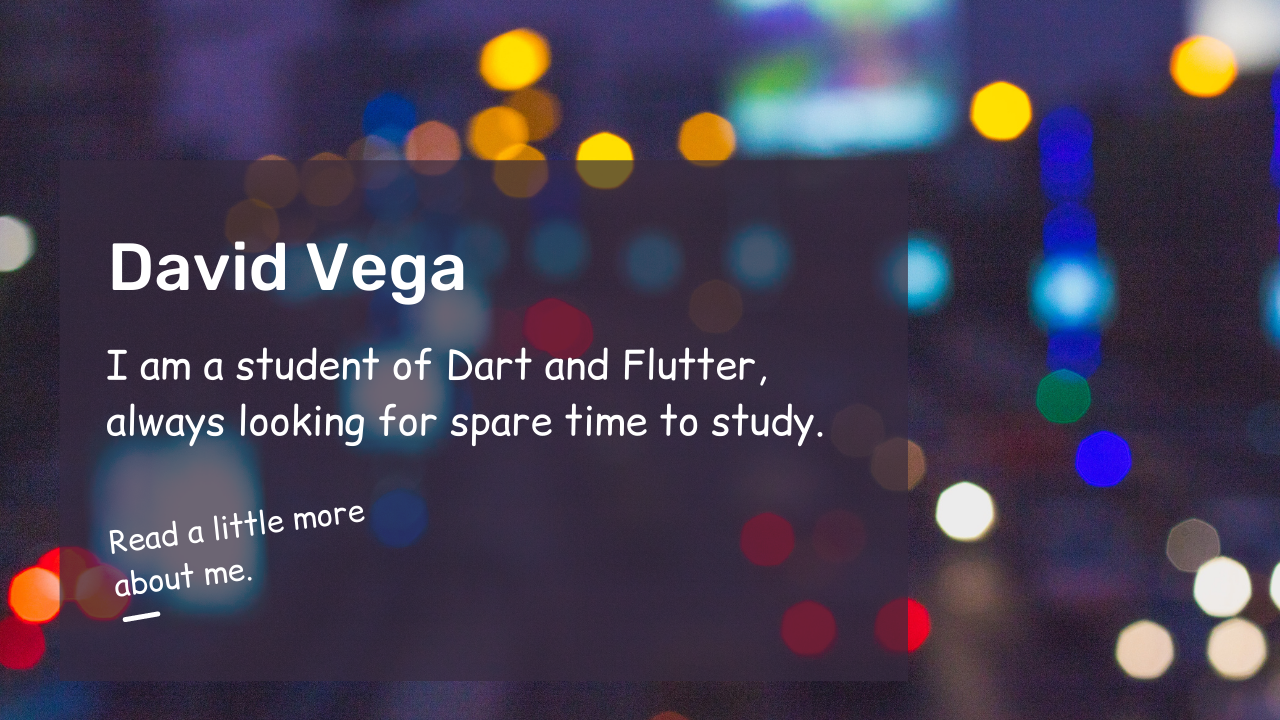 David Vega
I am a student of Dart and Flutter,
always looking for spare time to study.
Read a little more
about me.